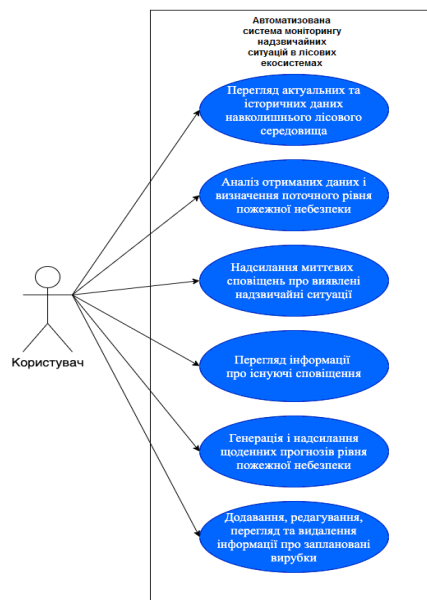 Автоматизована
система моніторингу
надзвичайних
ситуацій в лісових
екосистемах
Перегляд актуальних та
історичних даних
навколишнього лісового
середовища
Аналіз отриманих даних і
визначення поточного рівня
пожежної небезпеки
Надсилання миттєвих
сповіщень про виявлені
надзвичайні ситуації
Користувач
Перегляд інформації
про існуючі сповіщення
Генерація і надсилання
щоденних прогнозів рівня
пожежної небезпеки
Додавання, редагування,
перегляд та видалення
інформації про заплановані
вирубки